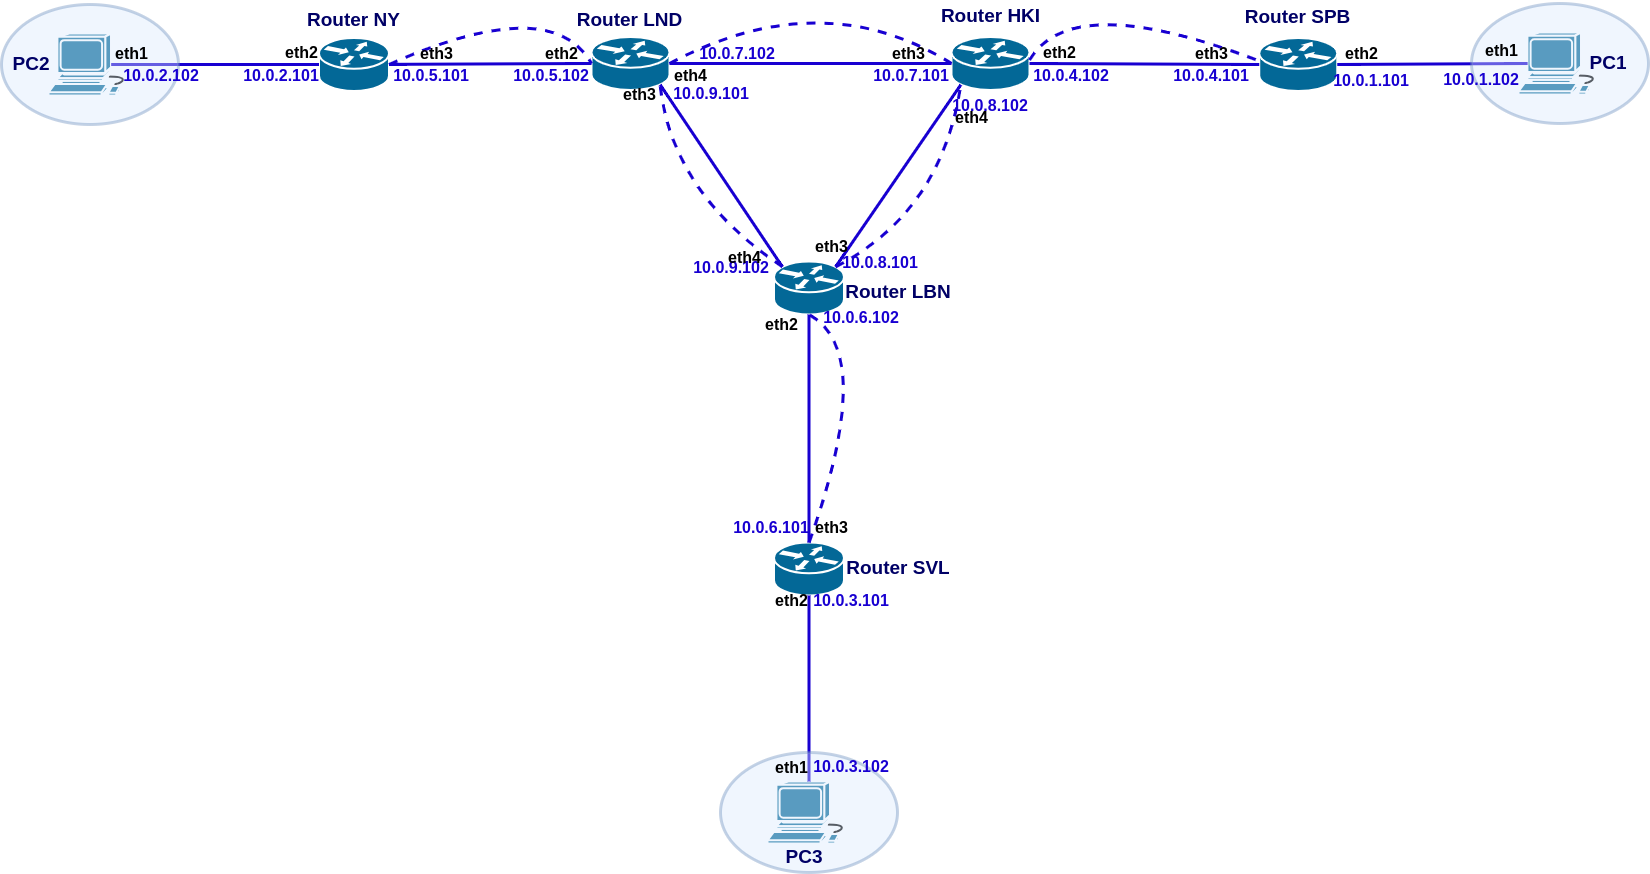 Router NY
Router LND
Router HKI
Router SPB
PC2
eth1
10.0.2.102
eth2
10.0.2.101
eth3
10.0.5.101
eth2
10.0.5.102
10.0.7.102
eth4
10.0.9.101
eth3
eth3
10.0.7.101
eth2
10.0.4.102
10.0.8.102
eth4
eth3
10.0.4.101
eth2
10.0.1.101
eth1
10.0.1.102
PC1
eth3
10.0.8.101
eth4
10.0.9.102
Router LBN
eth2
10.0.6.102
10.0.6.101
eth3
Router SVL
eth2
10.0.3.101
eth1
10.0.3.102
PC3